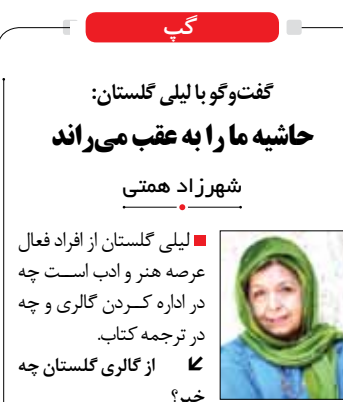 گپ
گفت‌وگو با لیلی گلستان:
حاشیه ما را به عقب می‌راند
شهرزاد همتی
لیلی گلستان از افراد فعال
عرصه هنر و ادب است چه
در اداره کردن گالری و چه
در ترجمه کتاب.
از گالری گلستان چه
خبر؟